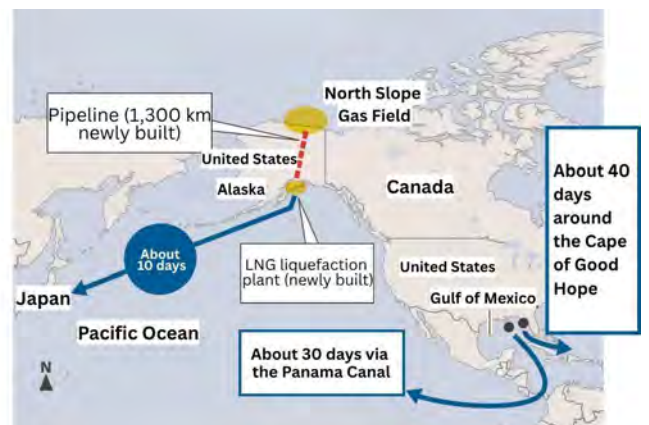 North Slope
Gas Field
Pipeline (1,300 km
newly built)
United States
Alaska
Canada
About 40
days
around
the Cape
of Good
Hope
About
10 days
LNG liquefaction
plant (newly built)
United States
Gulf of Mexico
Japan
Pacific Ocean
About 30 days via
the Panama Canal
N